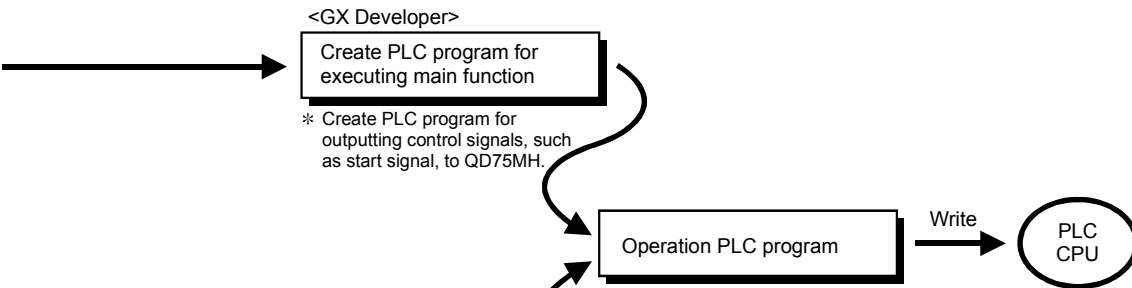 <GX Developer>
Create PLC program for
executing main function
* Create PLC program for
outputting control signals, such
as start signal, to QD75MH.
Operation PLC program
Write
PLC
CPU